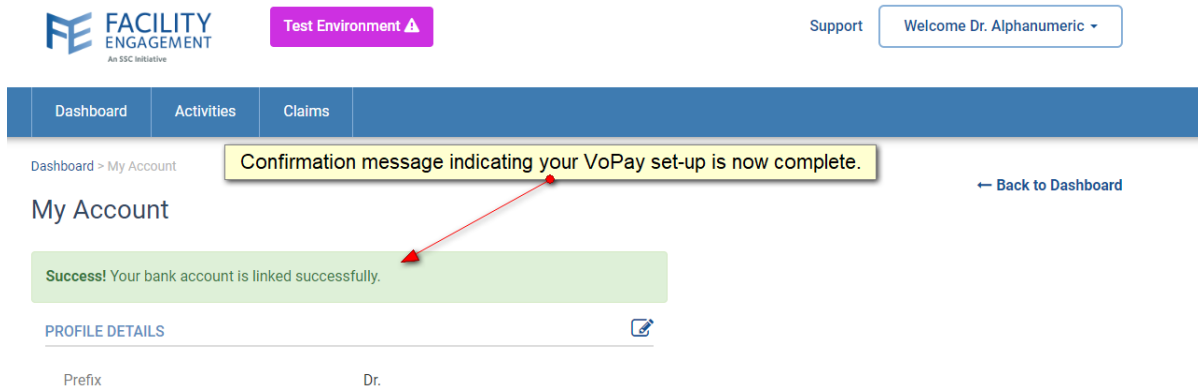 FACILITY
ENGAGEMENT
An SSC Initiative
Test Environment
Support
Welcome Dr. Alphanumeric
Dashboard
Activities
Claims
Dashboard > My Account
Confirmation message indicating your VoPay set-up is now complete.
← Back to Dashboard
My Account
Success! Your bank account is linked successfully.
PROFILE DETAILS
Prefix
Dr.